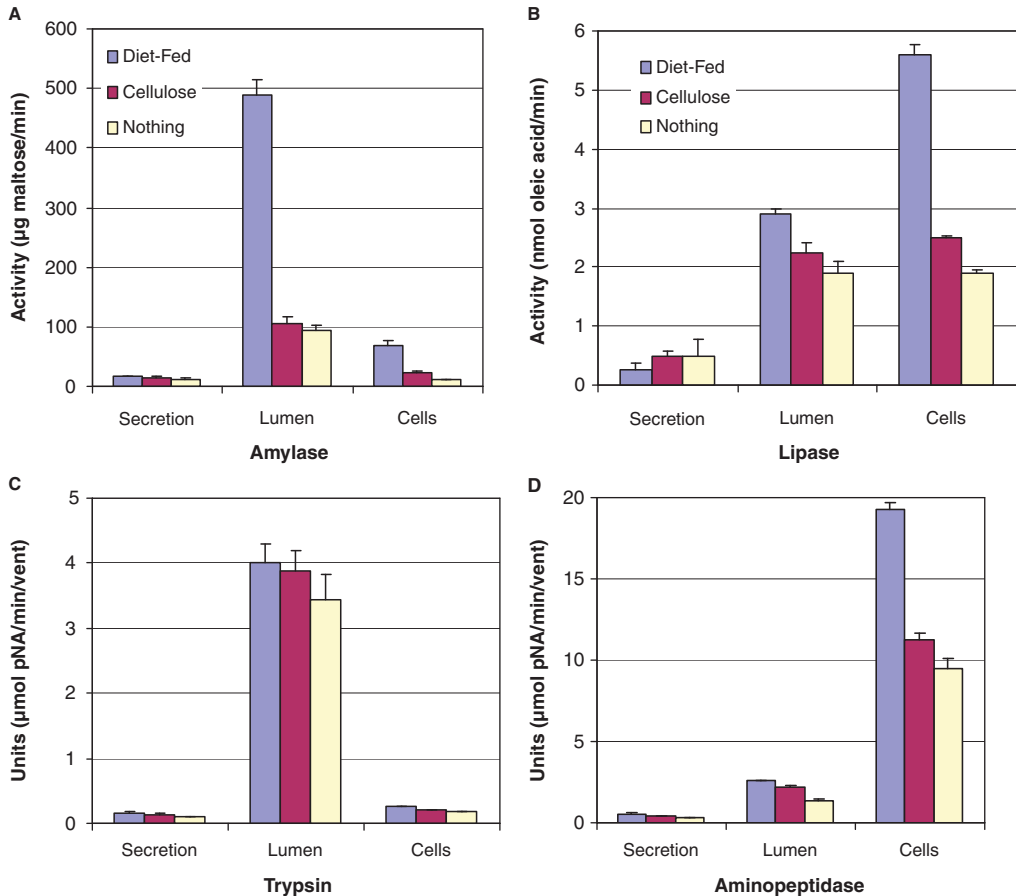 A
Activity (µg maltose/min)
600
500
400
300
200
100
0
Diet-Fed
Cellulose
Nothing
Secretion Lumen Cells
Amylase
B
Activity (nmol oleic acid/min)
6
5
4
3
2
1
0
Diet-Fed
Cellulose
Nothing
Secretion Lumen Cells
Lipase
C
Units (µmol pNA/min/vent)
5
4
3
2
1
0
Secretion Lumen Cells
Trypsin
D
Units (µmol pNA/min/vent)
20
15
10
5
0
Secretion Lumen Cells
Aminopeptidase